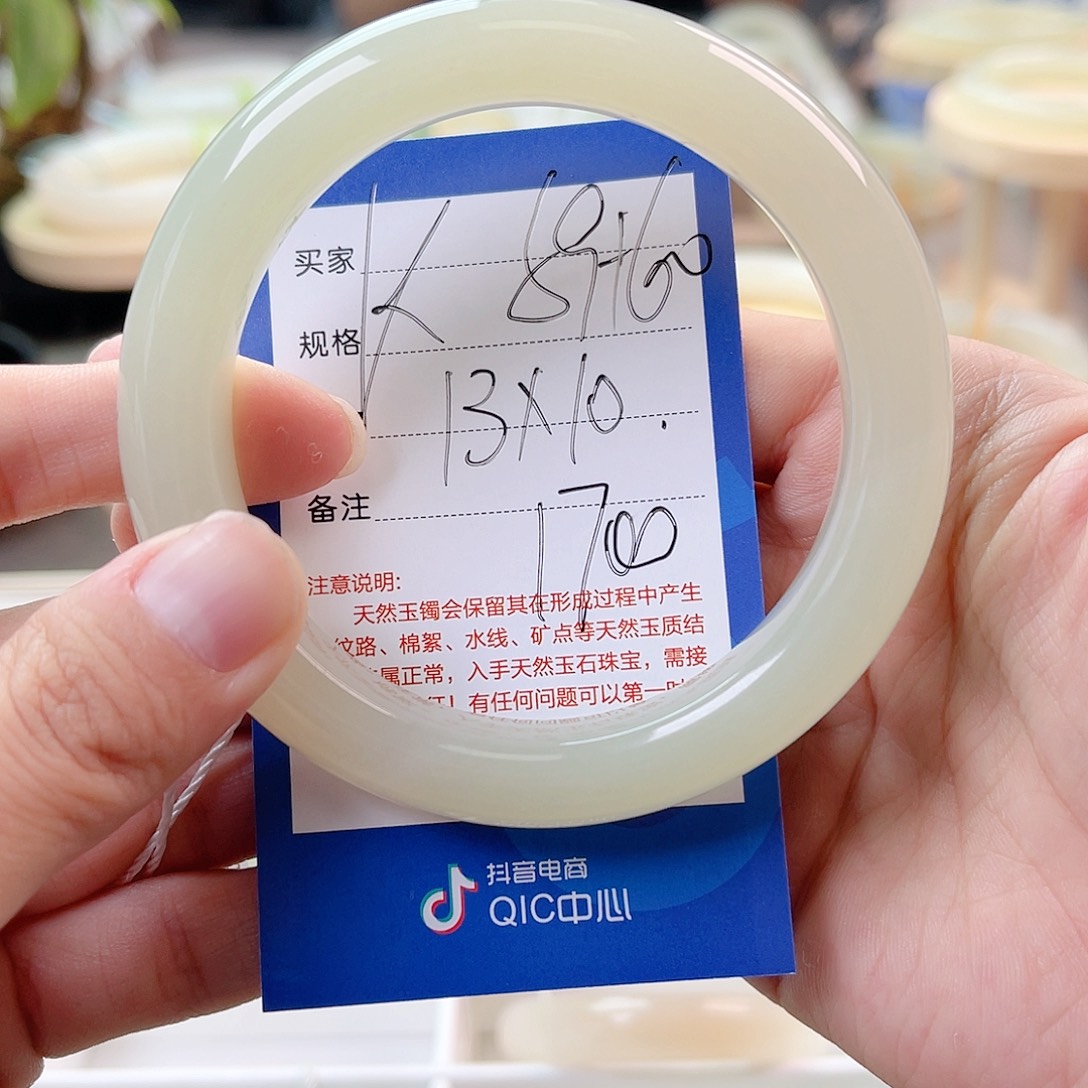 买家 K
规格
13×10.
备注 1700
注意说明:
天然玉镯会保留其在形成过程中产生
纹路、棉絮、水线、矿点等天然玉质结
属正常，入手天然玉石珠宝，需接
有任何问题可以第一时
抖音电商
QIC中心